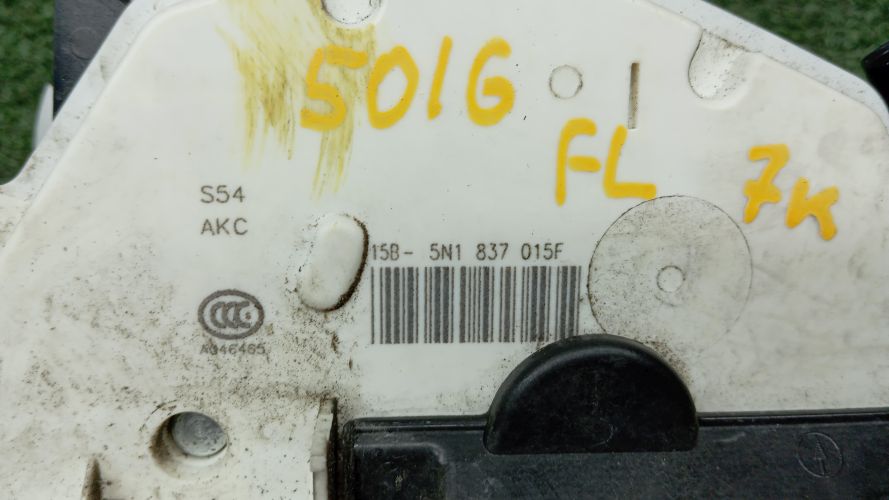 501G
FL
7K
S54
AKC
15B- 5N1 837 015F
CCC
A046465